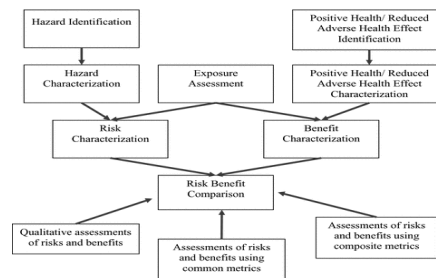 Hazard Identification
Positive Health/ Reduced
Adverse Health Effect
Identification
Hazard
Characterization
Exposure
Assessment
Positive Health/ Reduced
Adverse Health Effect
Characterization
Risk
Characterization
Benefit
Characterization
Risk Benefit
Comparison
Qualitative assessments
of risks and benefits
Assessments of risks
and benefits using
common metrics
Assessments of risks
and benefits using
composite metrics